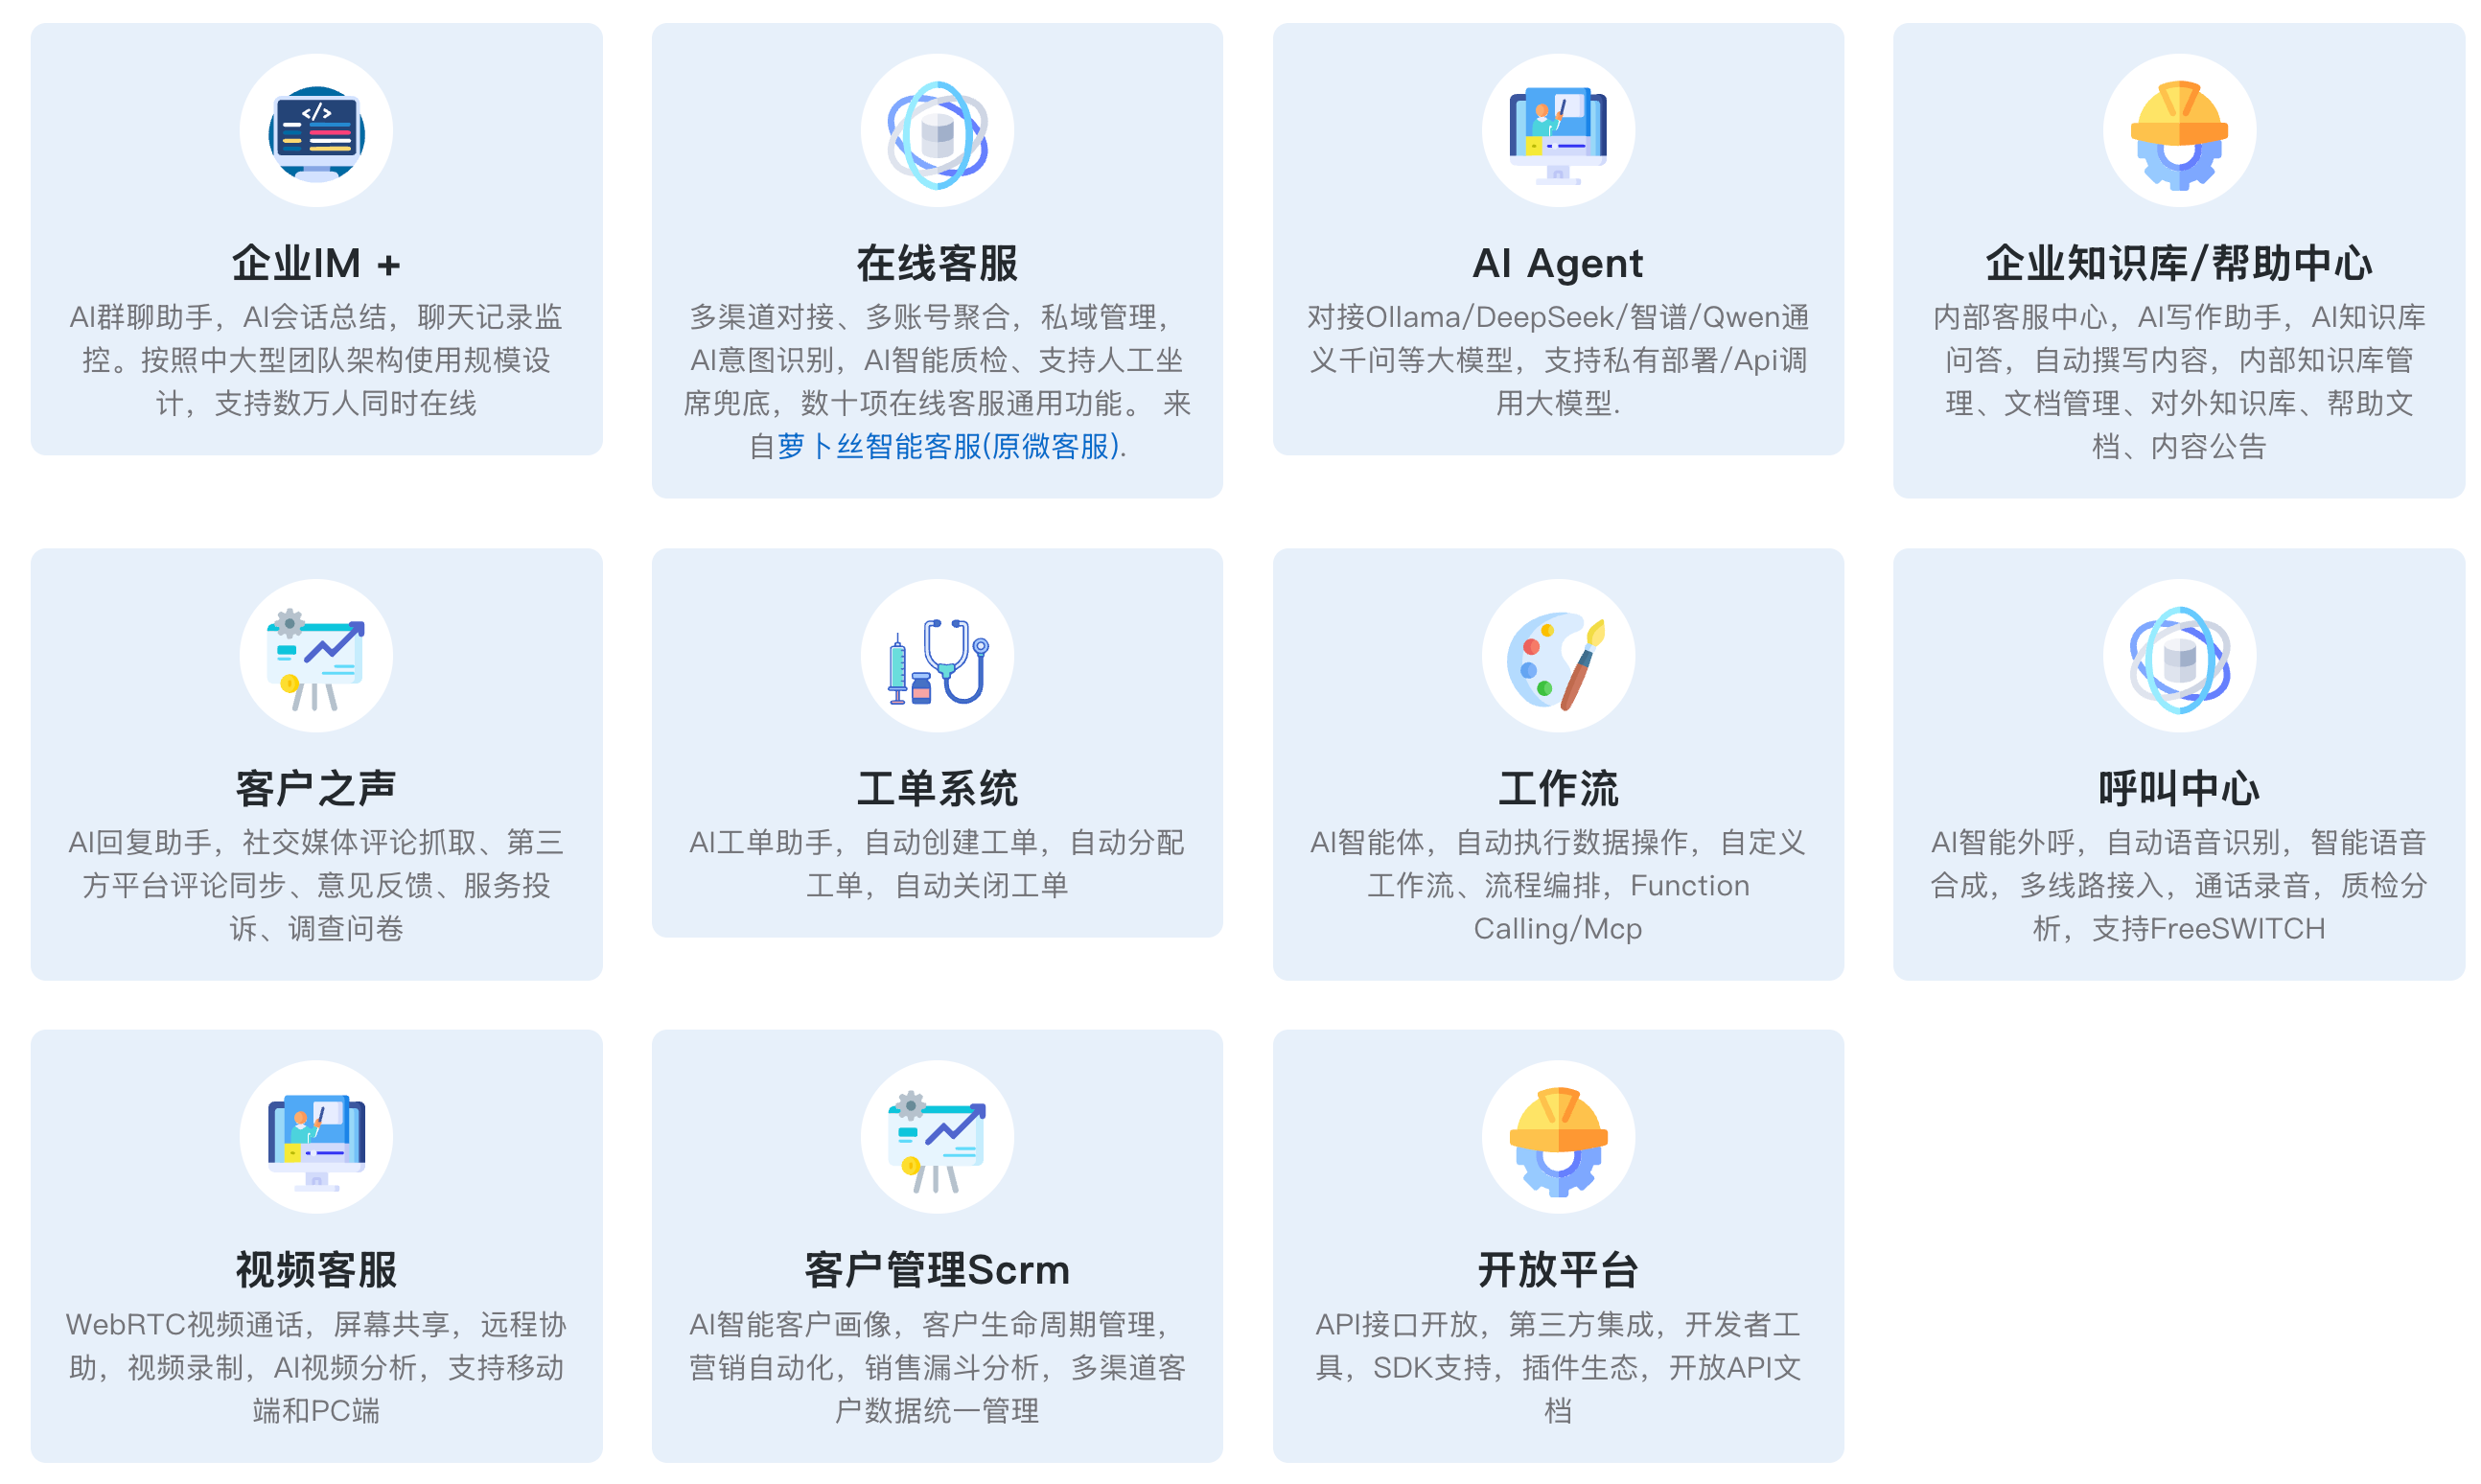 </>
企业IM +
AI群聊助手，AI会话总结，聊天记录监
控。按照中大型团队架构使用规模设
计，支持数万人同时在线
在线客服
多渠道对接、多账号聚合，私域管理，
AI意图识别，AI智能质检、支持人工坐
席兜底，数十项在线客服通用功能。 来
自萝卜丝智能客服(原微客服).
AI Agent
对接Ollama/DeepSeek/智谱/Qwen通
义千问等大模型，支持私有部署/Api调
用大模型.
企业知识库/帮助中心
内部客服中心，AI写作助手，AI知识库
问答，自动撰写内容，内部知识库管
理、文档管理、对外知识库、帮助文
档、内容公告
客户之声
AI回复助手，社交媒体评论抓取、第三
方平台评论同步、意见反馈、服务投
诉、调查问卷
工单系统
AI工单助手，自动创建工单，自动分配
工单，自动关闭工单
工作流
AI智能体，自动执行数据操作，自定义
工作流、流程编排，Function
Calling/Mcp
呼叫中心
AI智能外呼，自动语音识别，智能语音
合成，多线路接入，通话录音，质检分
析，支持FreeSWITCH
视频客服
WebRTC视频通话，屏幕共享，远程协
助，视频录制，AI视频分析，支持移动
端和PC端
客户管理Scrm
AI智能客户画像，客户生命周期管理，
营销自动化，销售漏斗分析，多渠道客
户数据统一管理
开放平台
API接口开放，第三方集成，开发者工
具，SDK支持，插件生态，开放API文
档